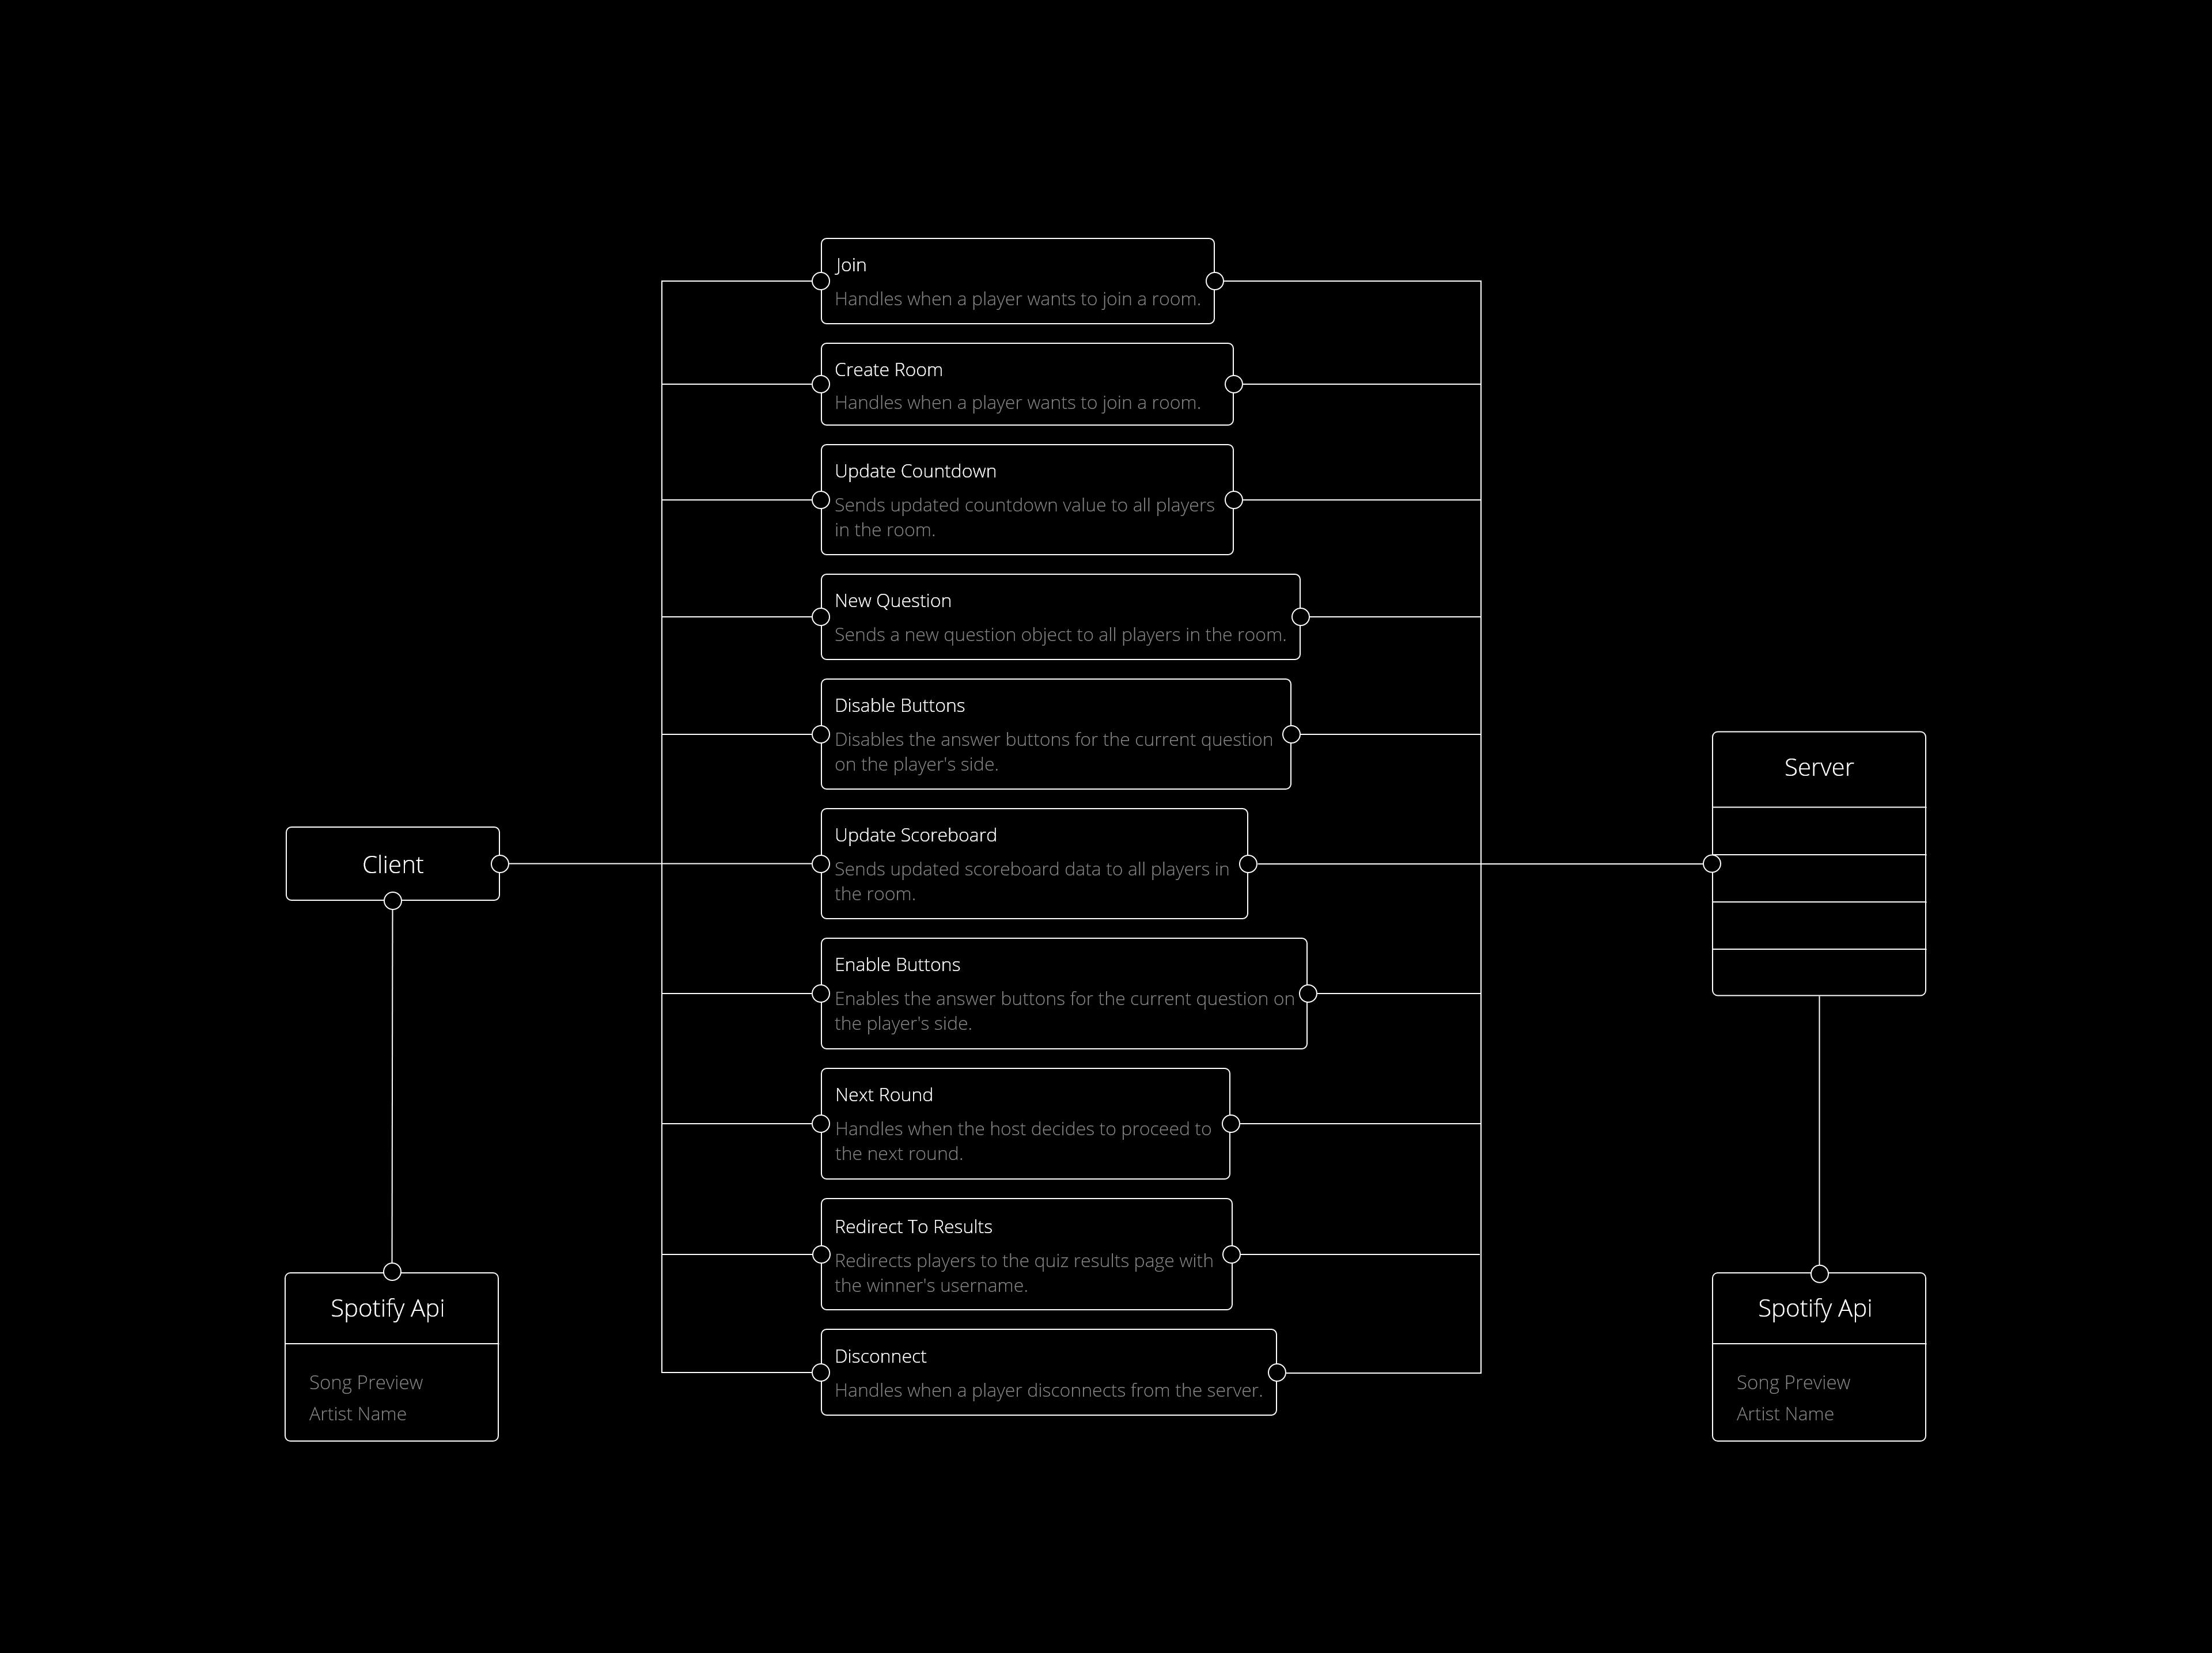 Join
Handles when a player wants to join a room.
Create Room
Handles when a player wants to join a room.
Update Countdown
Sends updated countdown value to all players
in the room.
New Question
Sends a new question object to all players in the room.
Disable Buttons
Disables the answer buttons for the current question
on the player's side.
Update Scoreboard
Sends updated scoreboard data to all players in
the room.
Enable Buttons
Enables the answer buttons for the current question on
the player's side.
Next Round
Handles when the host decides to proceed to
the next round.
Redirect To Results
Redirects players to the quiz results page with
the winner's username.
Disconnect
Handles when a player disconnects from the server.
Client
Spotify Api
Song Preview
Artist Name
Server
Spotify Api
Song Preview
Artist Name